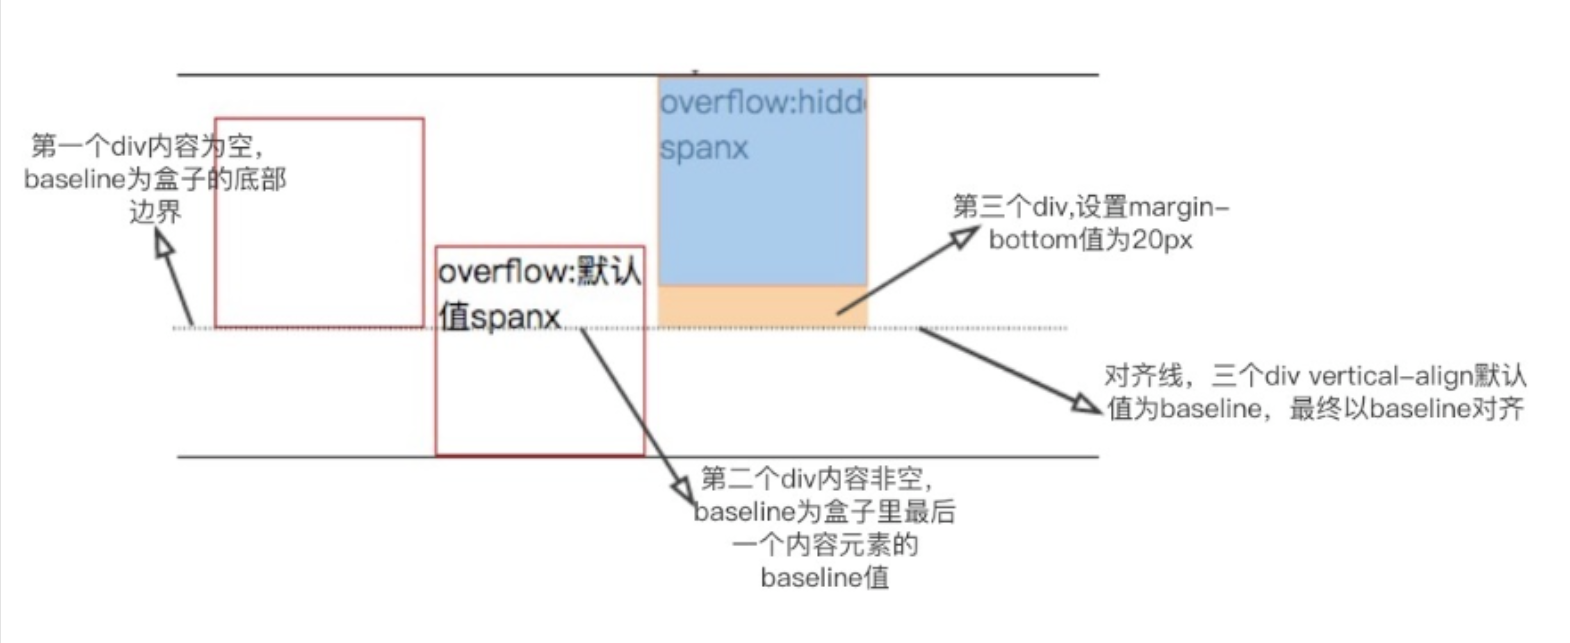 overflow:hidd
spanx
第一个div内容为空，
baseline为盒子的底部
边界
第三个div,设置margin-
bottom值为20px
overflow:默认
值spanx
对齐线，三个div vertical-align默认
值为baseline，最终以baseline对齐
第二个div内容非空，
baseline为盒子里最后
一个内容元素的
baseline值